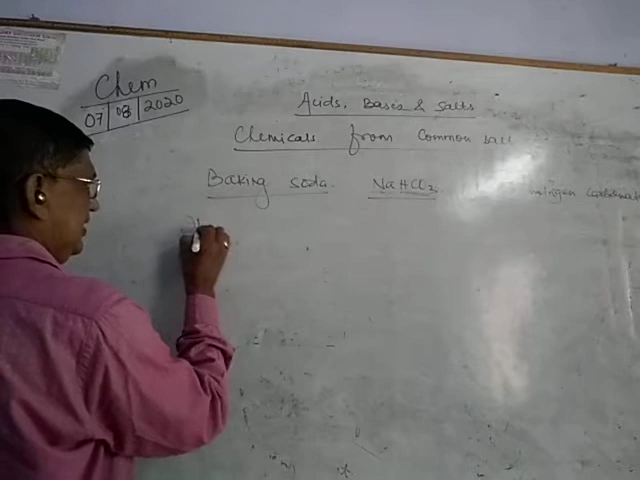 Chem
07 | 08 | 2020
Acids, Bases & Salts
Chemicals from Common salt
Baking soda. NaHCO3.